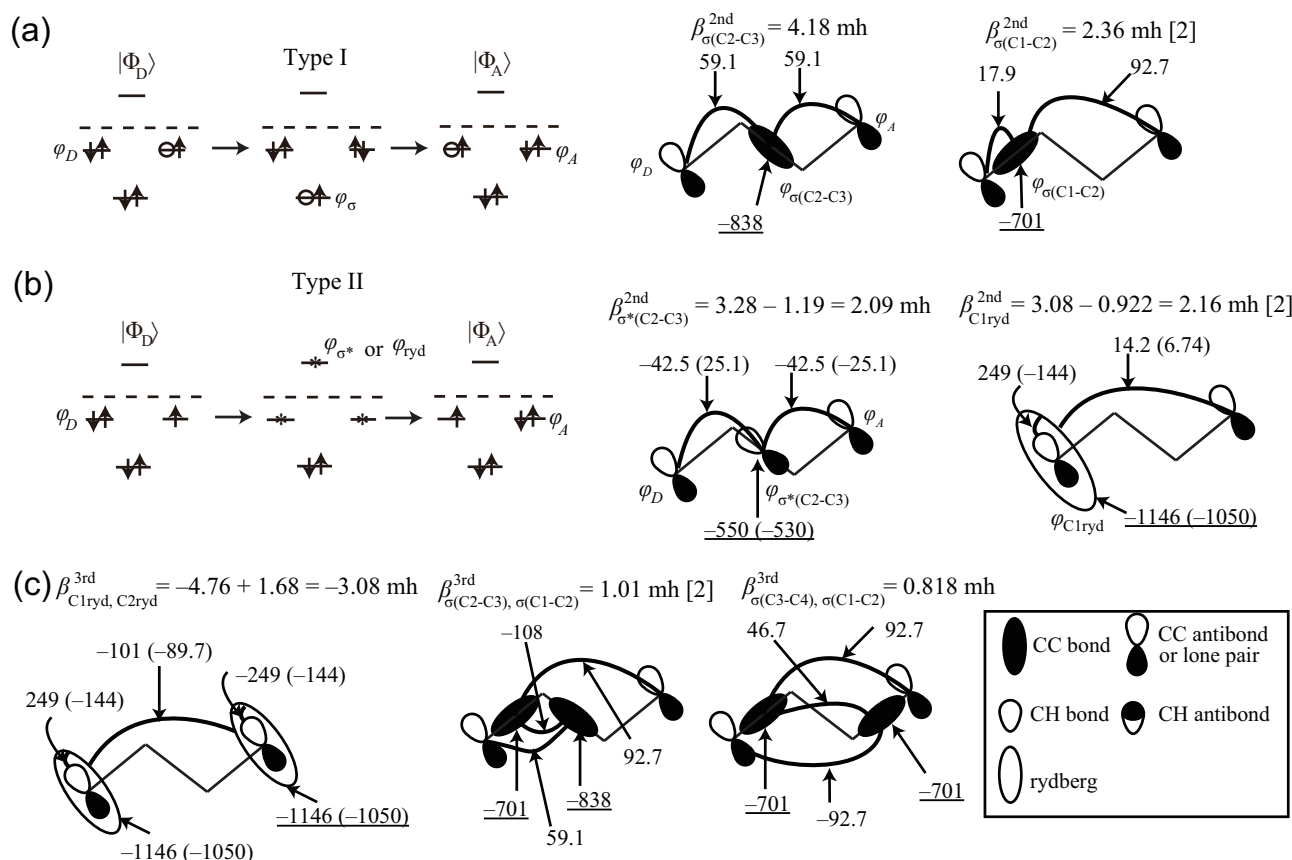 (a)
Type I
|Φ_D⟩
|Φ_A⟩
φ_D
φ_A
φ_σ
β^2nd_σ(C2-C3) = 4.18 mh
59.1
59.1
φ_D
φ_A
φ_σ(C2-C3)
–838
β^2nd_σ(C1-C2) = 2.36 mh [2]
17.9
92.7
φ_σ(C1-C2)
–701
(b)
Type II
|Φ_D⟩
φ_σ* or φ_ryd
|Φ_A⟩
φ_D
φ_A
β^2nd_σ*(C2-C3) = 3.28 – 1.19 = 2.09 mh
–42.5 (25.1)
–42.5 (–25.1)
φ_A
φ_D
φ_σ*(C2-C3)
–550 (–530)
β^2nd_C1ryd = 3.08 – 0.922 = 2.16 mh [2]
14.2 (6.74)
249 (–144)
φ_C1ryd
–1146 (–1050)
(c)
β^3rd_C1ryd, C2ryd = –4.76 + 1.68 = –3.08 mh
–101 (–89.7)
–249 (–144)
249 (–144)
–1146 (–1050)
–1146 (–1050)
β^3rd_σ(C2-C3), σ(C1-C2) = 1.01 mh [2]
–108
92.7
–701
–838
59.1
β^3rd_σ(C3-C4), σ(C1-C2) = 0.818 mh
46.7
92.7
–701
–701
–92.7
CC bond
CC antibond
or lone pair
CH bond
CH antibond
rydberg